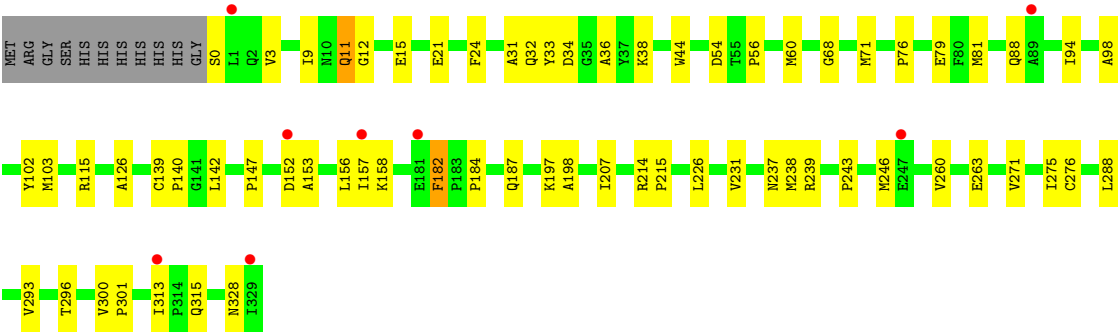 MET ARG GLY SER HIS HIS HIS HIS HIS HIS GLY S0 L1 Q2 V3 I9 N10 Q11 G12 E15 E21 F24 A31 Q32 Y33 D34 G35 A36 Y37 K38 W44 D54 T55 P56 M60 G68 M71 P76 E79 F80 M81 Q88 A89 I94 A98
Y102 M103 R115 A126 C139 P140 G141 L142 P147 D152 A153 L156 I157 K158 E181 F182 P183 P184 Q187 K197 A198 I207 R214 P215 L226 V231 N237 M238 R239 P243 M246 E247 V260 E263 V271 I275 C276 L288
V293 T296 V300 P301 I313 P314 Q315 N328 I329